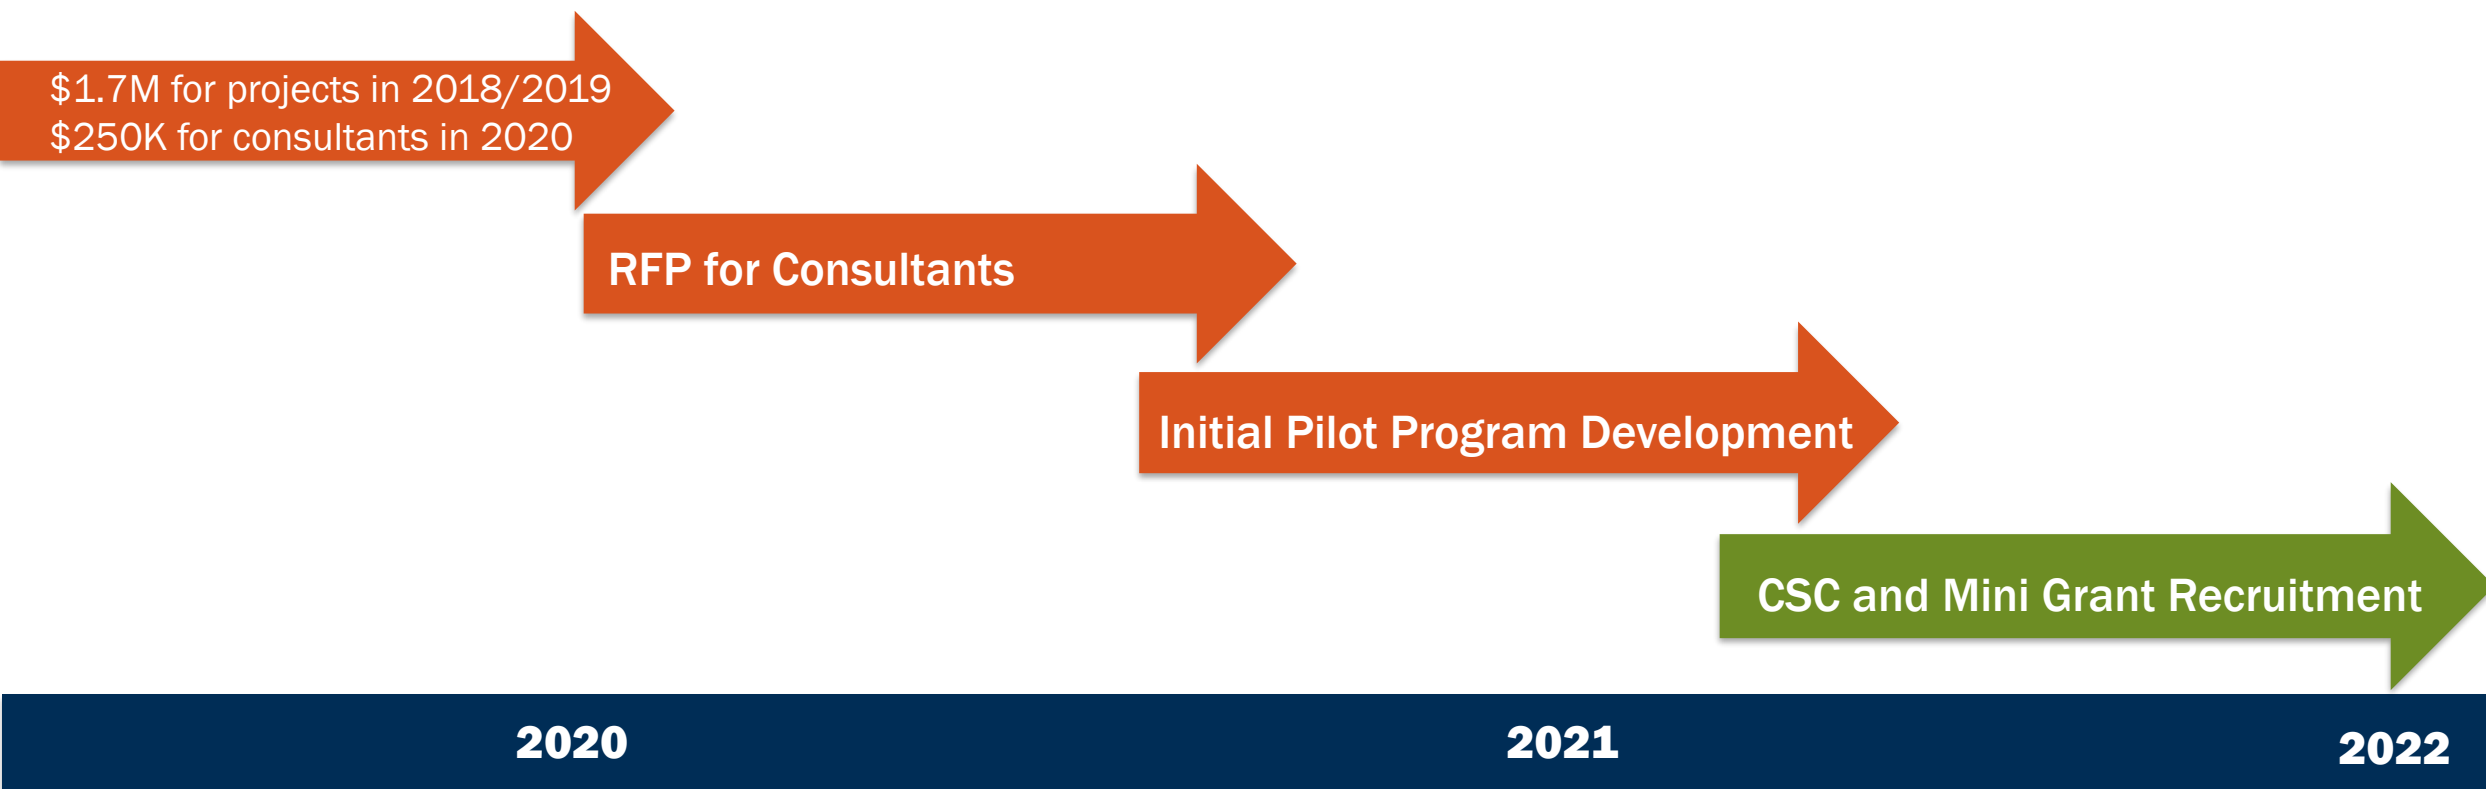 $1.7M for projects in 2018/2019
$250K for consultants in 2020
RFP for Consultants
Initial Pilot Program Development
CSC and Mini Grant Recruitment
2020
2021
2022